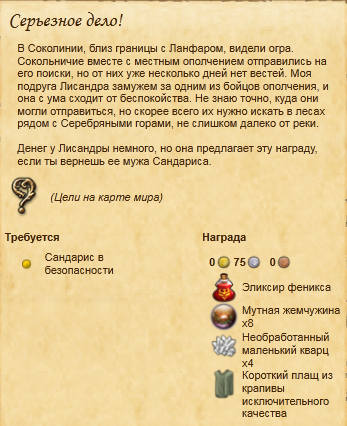 Серьезное дело!
В Соколинии, близ границы с Ланфаром, видели огра.
Сокольничие вместе с местным ополчением отправились на
его поиски, но от них уже несколько дней нет вестей. Моя
подруга Лисандра замужем за одним из бойцов ополчения, и
она с ума сходит от беспокойства. Не знаю точно, куда они
могли отправиться, но скорее всего их нужно искать в лесах
рядом с Серебряными горами, не слишком далеко от реки.
Денег у Лисандры немного, но она предлагает эту награду,
если ты вернешь ее мужа Сандариса.
(Цели на карте мира)
Требуется
Сандарис в
безопасности
Награда
0 75 0
Эликсир феникса
Мутная жемчужина
x8
Необработанный
маленький кварц
x4
Короткий плащ из
крапивы
исключительного
качества